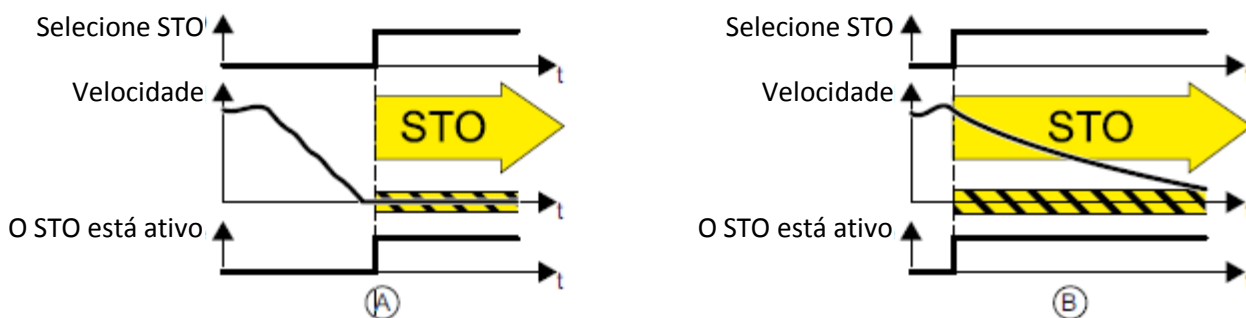 Selecione STO
t
Velocidade
STO
t
O STO está ativo
t
A
Selecione STO
t
Velocidade
STO
O STO está ativo
B